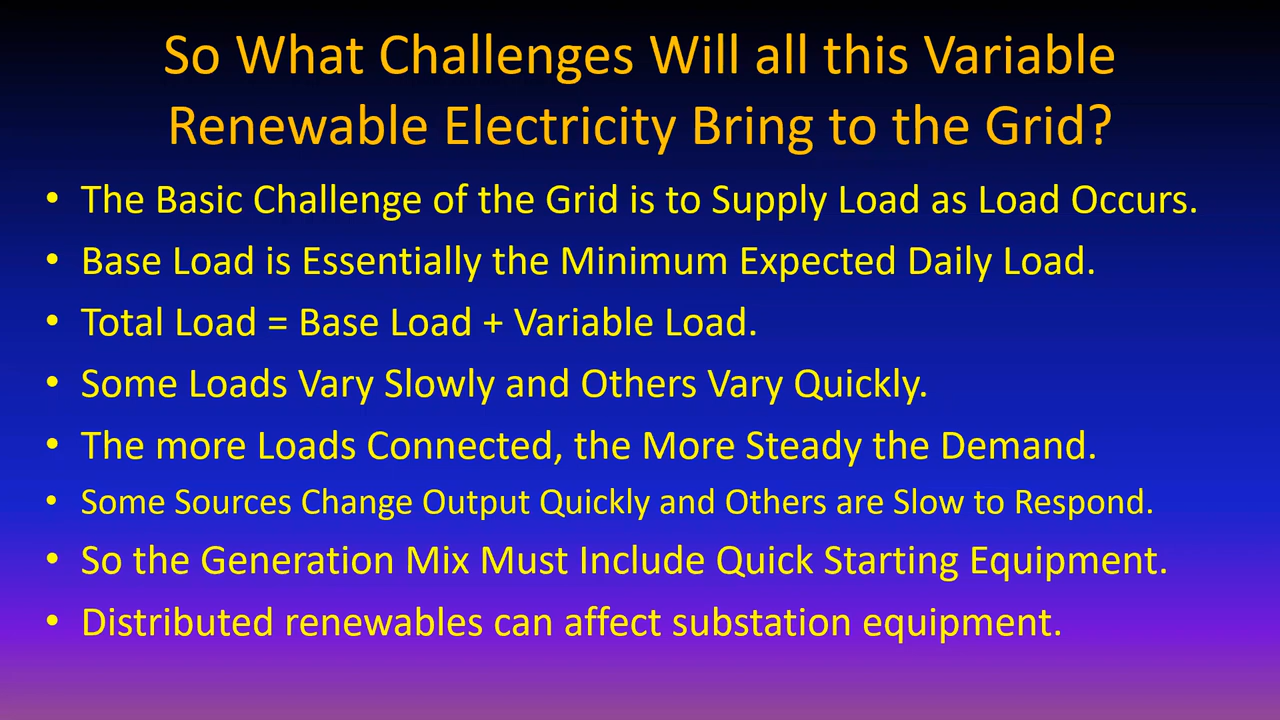 So What Challenges Will all this Variable
Renewable Electricity Bring to the Grid?
• The Basic Challenge of the Grid is to Supply Load as Load Occurs.
• Base Load is Essentially the Minimum Expected Daily Load.
• Total Load = Base Load + Variable Load.
• Some Loads Vary Slowly and Others Vary Quickly.
• The more Loads Connected, the More Steady the Demand.
• Some Sources Change Output Quickly and Others are Slow to Respond.
• So the Generation Mix Must Include Quick Starting Equipment.
• Distributed renewables can affect substation equipment.